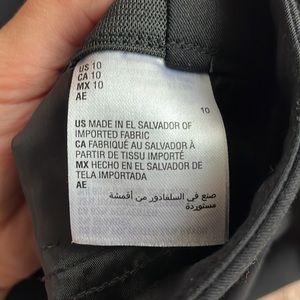 US 10
CA 10
MX 10
AE
10
US MADE IN EL SALVADOR OF
IMPORTED FABRIC
CA FABRIQUÉ AU SALVADOR À
PARTIR DE TISSU IMPORTÉ
MX HECHO EN EL SALVADOR DE
TELA IMPORTADA
AE
صنع في السلفادور من أقمشة
مستوردة